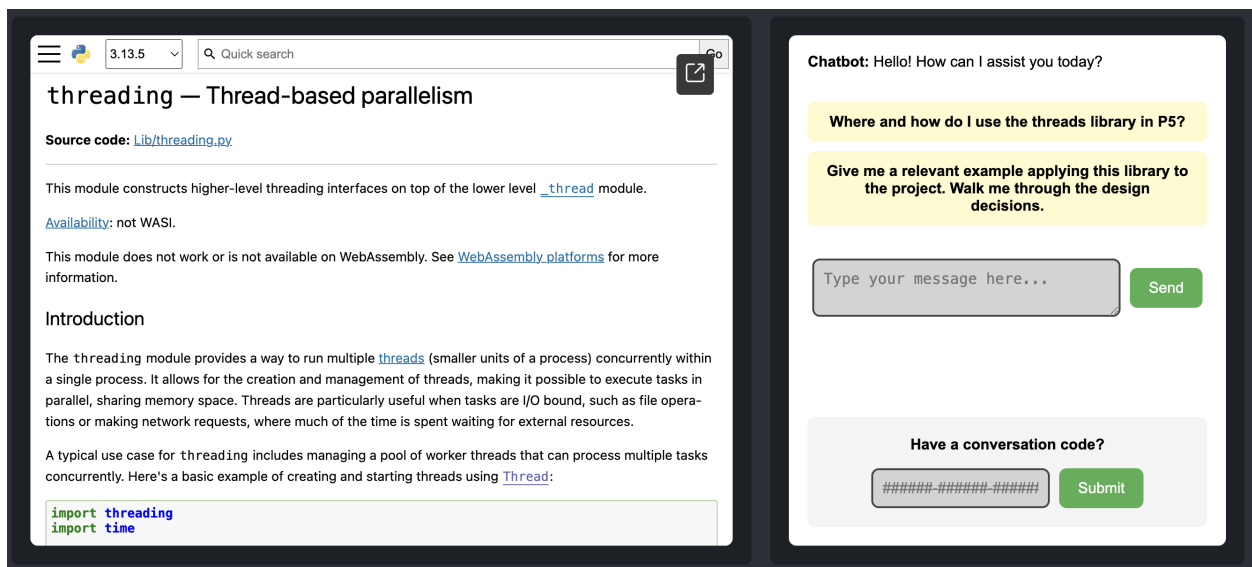 3.13.5
Quick search
Go
threading — Thread-based parallelism
Source code: Lib/threading.py
This module constructs higher-level threading interfaces on top of the lower level _thread module.
Availability: not WASI.
This module does not work or is not available on WebAssembly. See WebAssembly platforms for more
information.
Introduction
The threading module provides a way to run multiple threads (smaller units of a process) concurrently within
a single process. It allows for the creation and management of threads, making it possible to execute tasks in
parallel, sharing memory space. Threads are particularly useful when tasks are I/O bound, such as file opera-
tions or making network requests, where much of the time is spent waiting for external resources.
A typical use case for threading includes managing a pool of worker threads that can process multiple tasks
concurrently. Here's a basic example of creating and starting threads using Thread:
import threading
import time
Chatbot: Hello! How can I assist you today?
Where and how do I use the threads library in P5?
Give me a relevant example applying this library to
the project. Walk me through the design
decisions.
Type your message here...
Send
Have a conversation code?
######-######-######
Submit